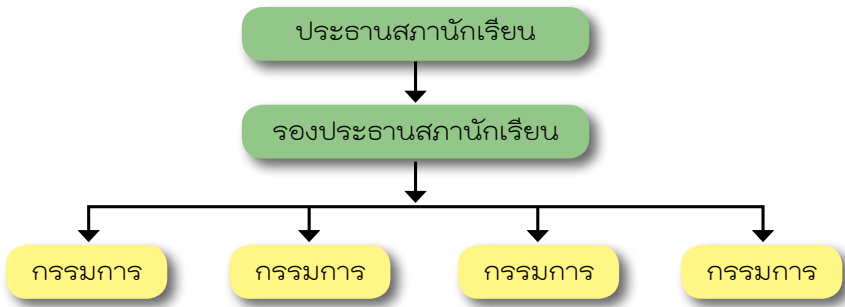 ประธานสภานักเรียน
รองประธานสภานักเรียน
กรรมการ กรรมการ กรรมการ กรรมการ